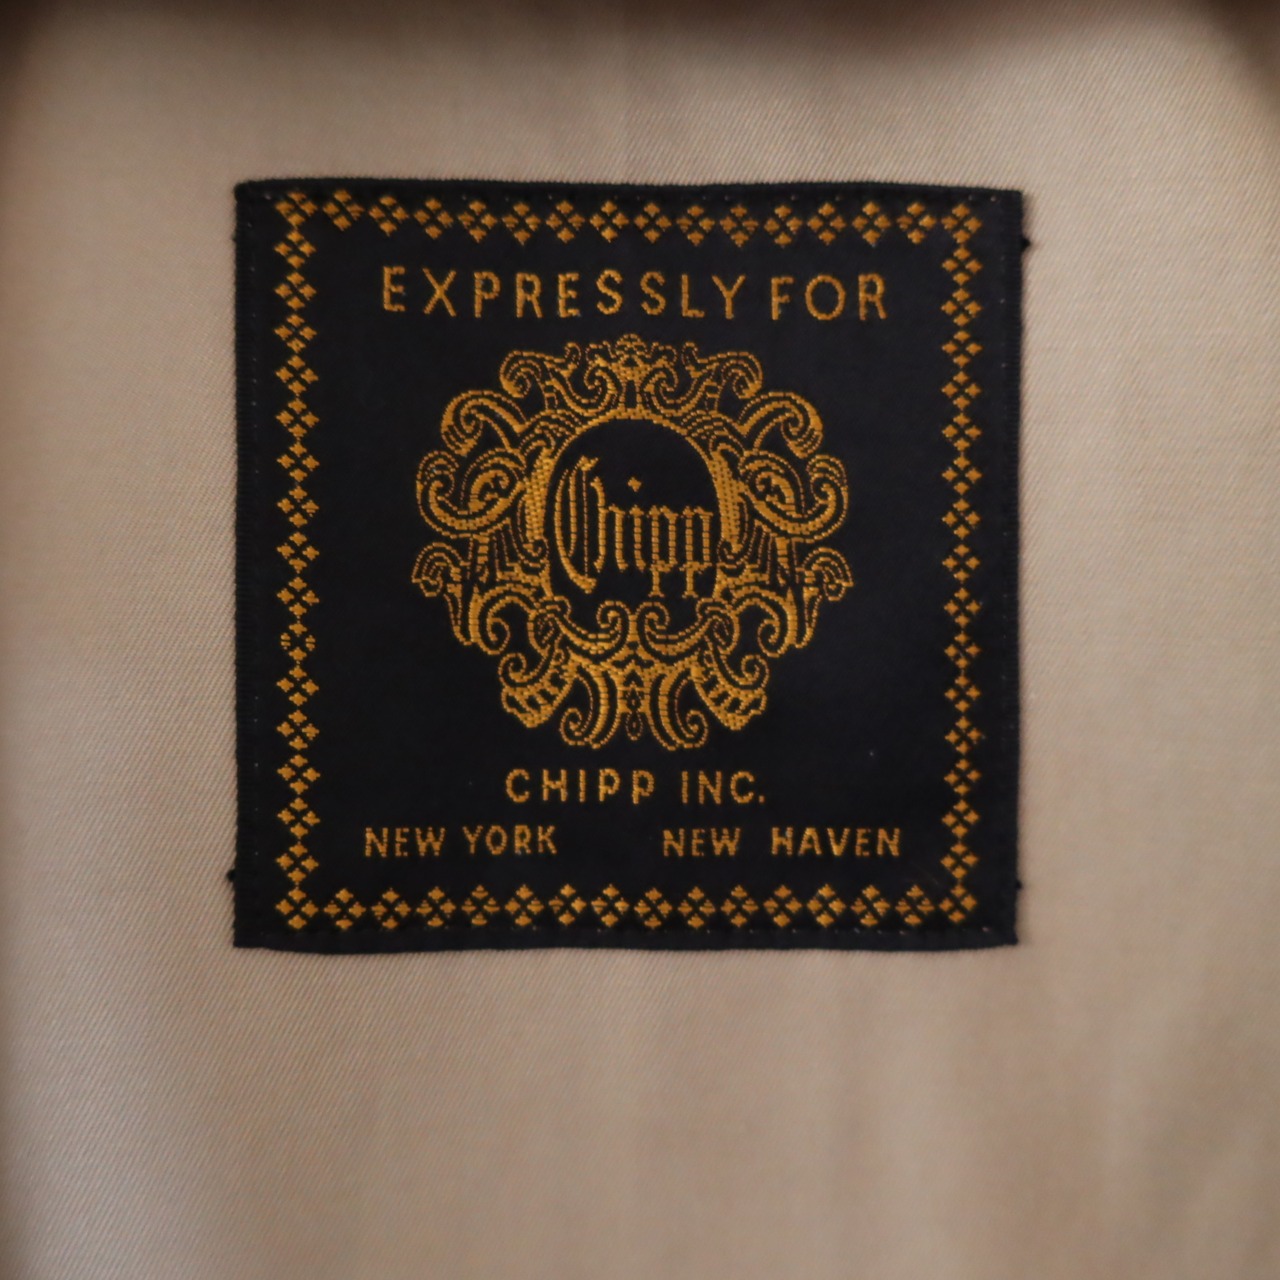 EXPRESSLY FOR
Chipp
CHIPP INC.
NEW YORK NEW HAVEN